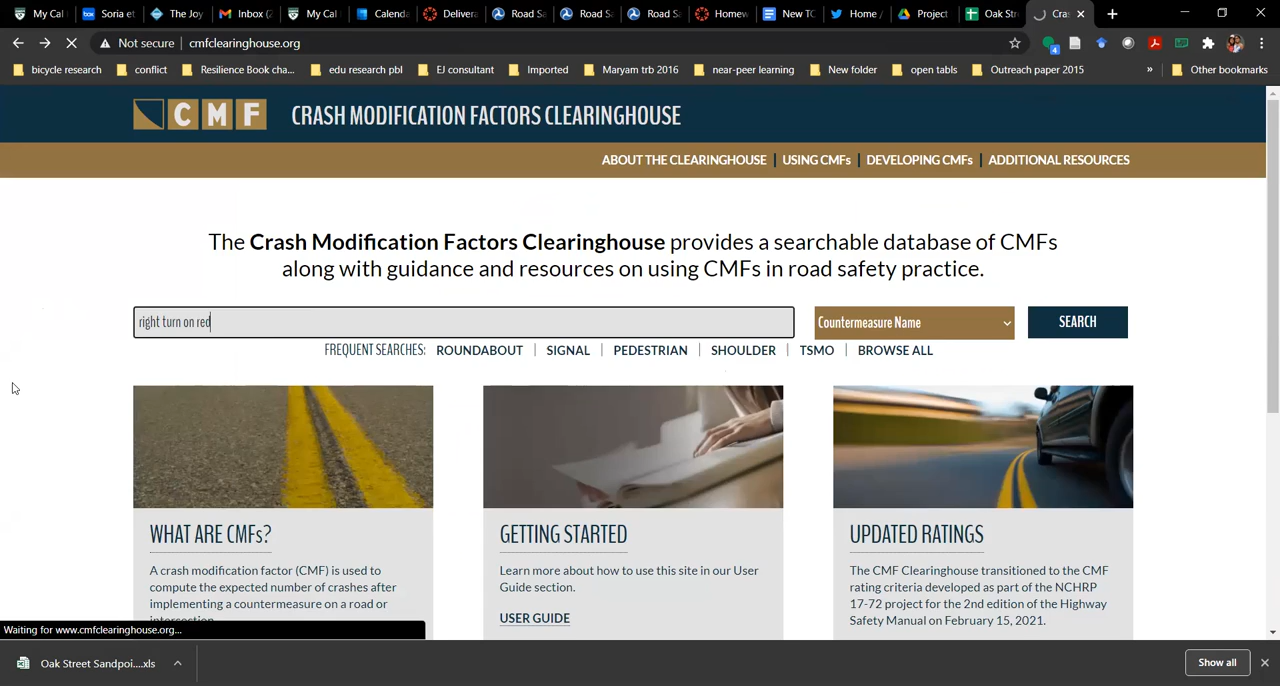 My Cal
Soria et
The Joy
Inbox (
My Cal
Calenda
Delivera
Road Sa
Road Sa
Road Sa
Homew
New TO
Home /
Project
Oak Stre
Cras
Not secure
cmfclearinghouse.org
4
bicycle research
conflict
Resilience Book cha...
edu research pbl
EJ consultant
Imported
Maryam trb 2016
near-peer learning
New folder
open tabls
Outreach paper 2015
»
Other bookmarks
CMF
CRASH MODIFICATION FACTORS CLEARINGHOUSE
ABOUT THE CLEARINGHOUSE | USING CMFs | DEVELOPING CMFs | ADDITIONAL RESOURCES
The Crash Modification Factors Clearinghouse provides a searchable database of CMFs
along with guidance and resources on using CMFs in road safety practice.
right turn on red
Countermeasure Name
SEARCH
FREQUENT SEARCHES: ROUNDABOUT | SIGNAL | PEDESTRIAN | SHOULDER | TSMO | BROWSE ALL
WHAT ARE CMFs?
A crash modification factor (CMF) is used to
compute the expected number of crashes after
implementing a countermeasure on a road or
intersection.
GETTING STARTED
Learn more about how to use this site in our User
Guide section.
USER GUIDE
UPDATED RATINGS
The CMF Clearinghouse transitioned to the CMF
rating criteria developed as part of the NCHRP
17-72 project for the 2nd edition of the Highway
Safety Manual on February 15, 2021.
Waiting for www.cmfclearinghouse.org...
Oak Street Sandpoi....xls
Show all